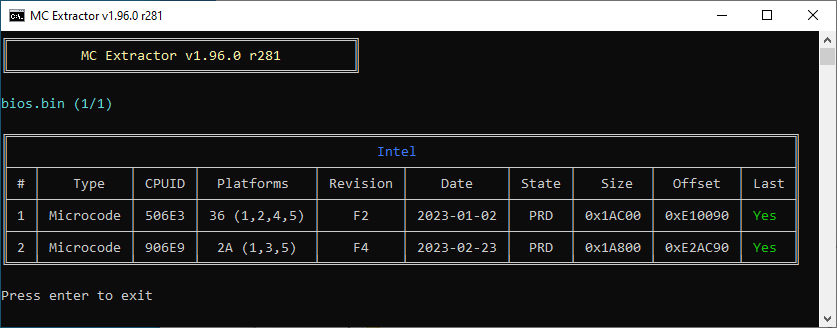 MC Extractor v1.96.0 r281
MC Extractor v1.96.0 r281
bios.bin (1/1)
Intel
# Type CPUID Platforms Revision Date State Size Offset Last
1 Microcode 506E3 36 (1,2,4,5) F2 2023-01-02 PRD 0x1AC00 0xE10090 Yes
2 Microcode 906E9 2A (1,3,5) F4 2023-02-23 PRD 0x1A800 0xE2AC90 Yes
Press enter to exit